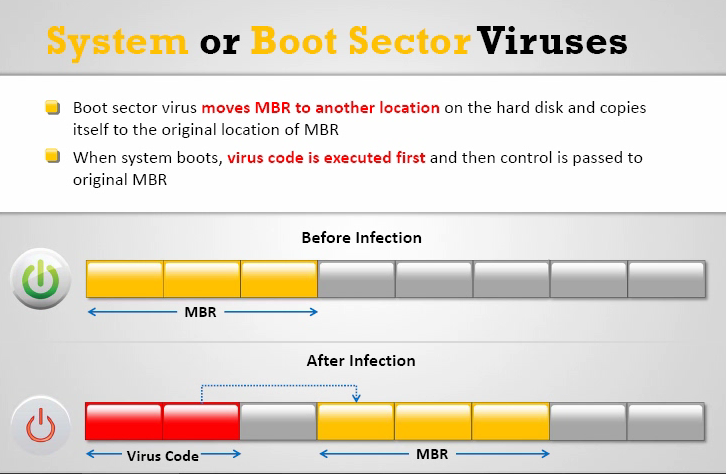 System or Boot Sector Viruses
Boot sector virus moves MBR to another location on the hard disk and copies
itself to the original location of MBR
When system boots, virus code is executed first and then control is passed to
original MBR
Before Infection
MBR
After Infection
Virus Code
MBR